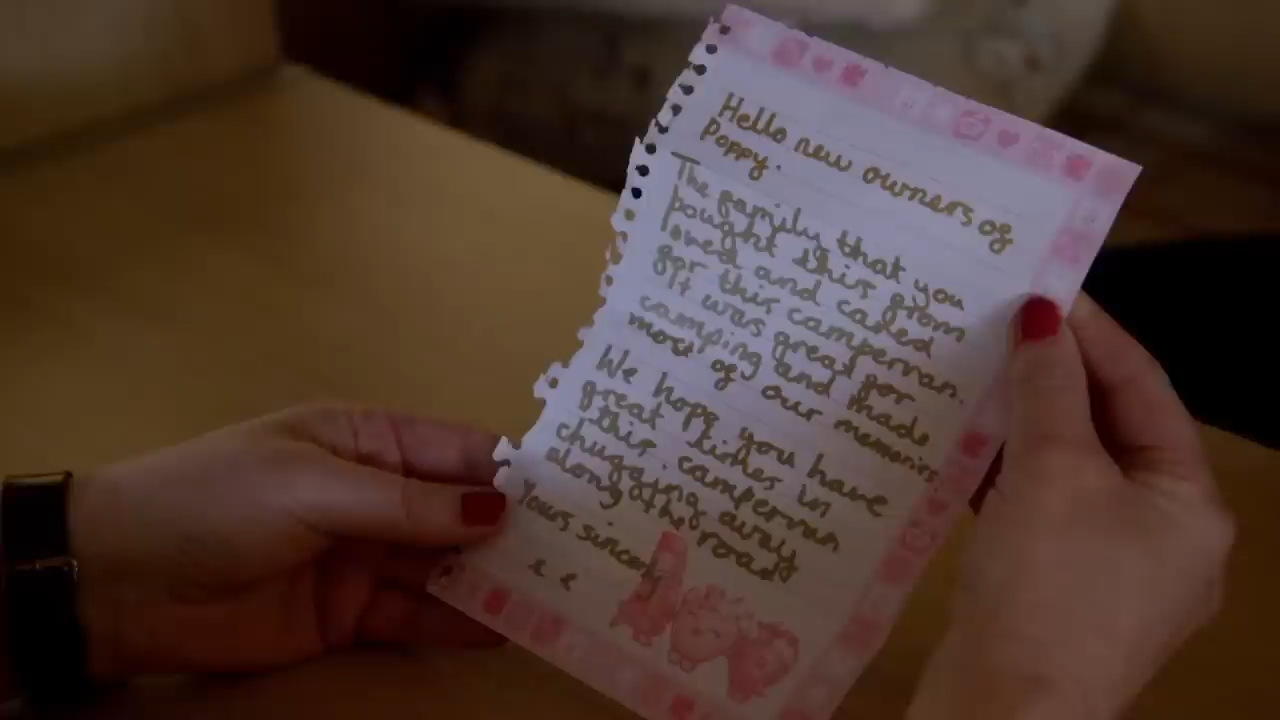 Hello new owners of
Poppy.
The family that you
bought this from
owed and cared
for this campervan.
It was great for
camping and made
most of our memories
We hope you have
great times in
this campervan
chugging away
along the road
Yours sincerly